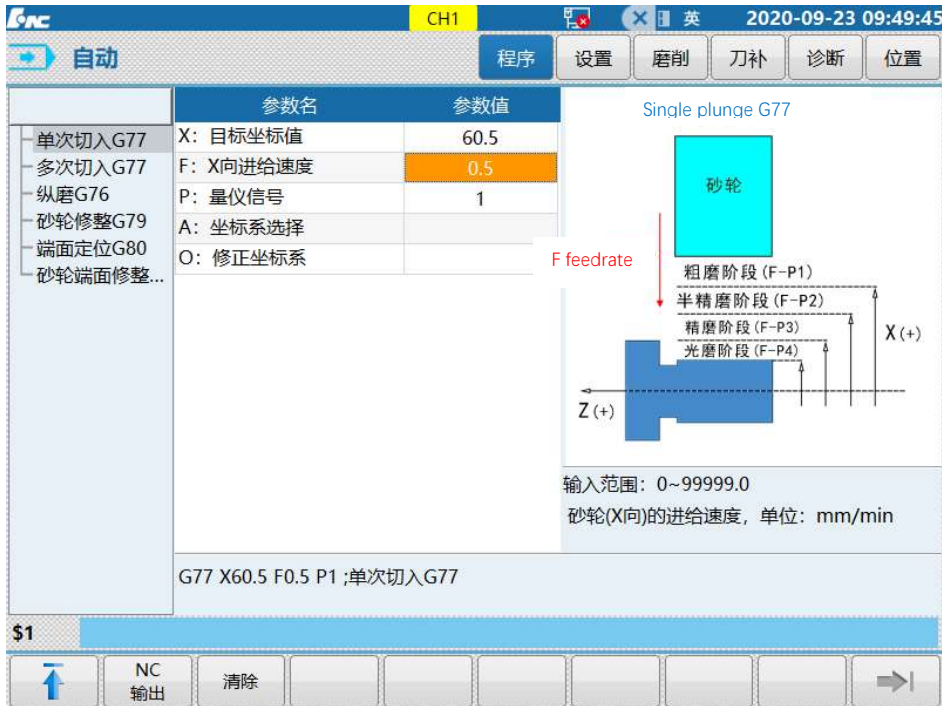 HNC CH1 英 2020-09-23 09:49:45
自动 程序 设置 磨削 刀补 诊断 位置
单次切入G77
多次切入G77
纵磨G76
砂轮修整G79
端面定位G80
砂轮端面修整...
参数名 参数值
X: 目标坐标值 60.5
F: X向进给速度 0.5
P: 量仪信号 1
A: 坐标系选择
O: 修正坐标系
Single plunge G77
砂轮
F feedrate
粗磨阶段(F-P1)
半精磨阶段(F-P2)
精磨阶段(F-P3)
光磨阶段(F-P4)
X(+)
Z(+)
输入范围: 0~99999.0
砂轮(X向)的进给速度, 单位: mm/min
G77 X60.5 F0.5 P1 ;单次切入G77
$1
NC
输出
清除